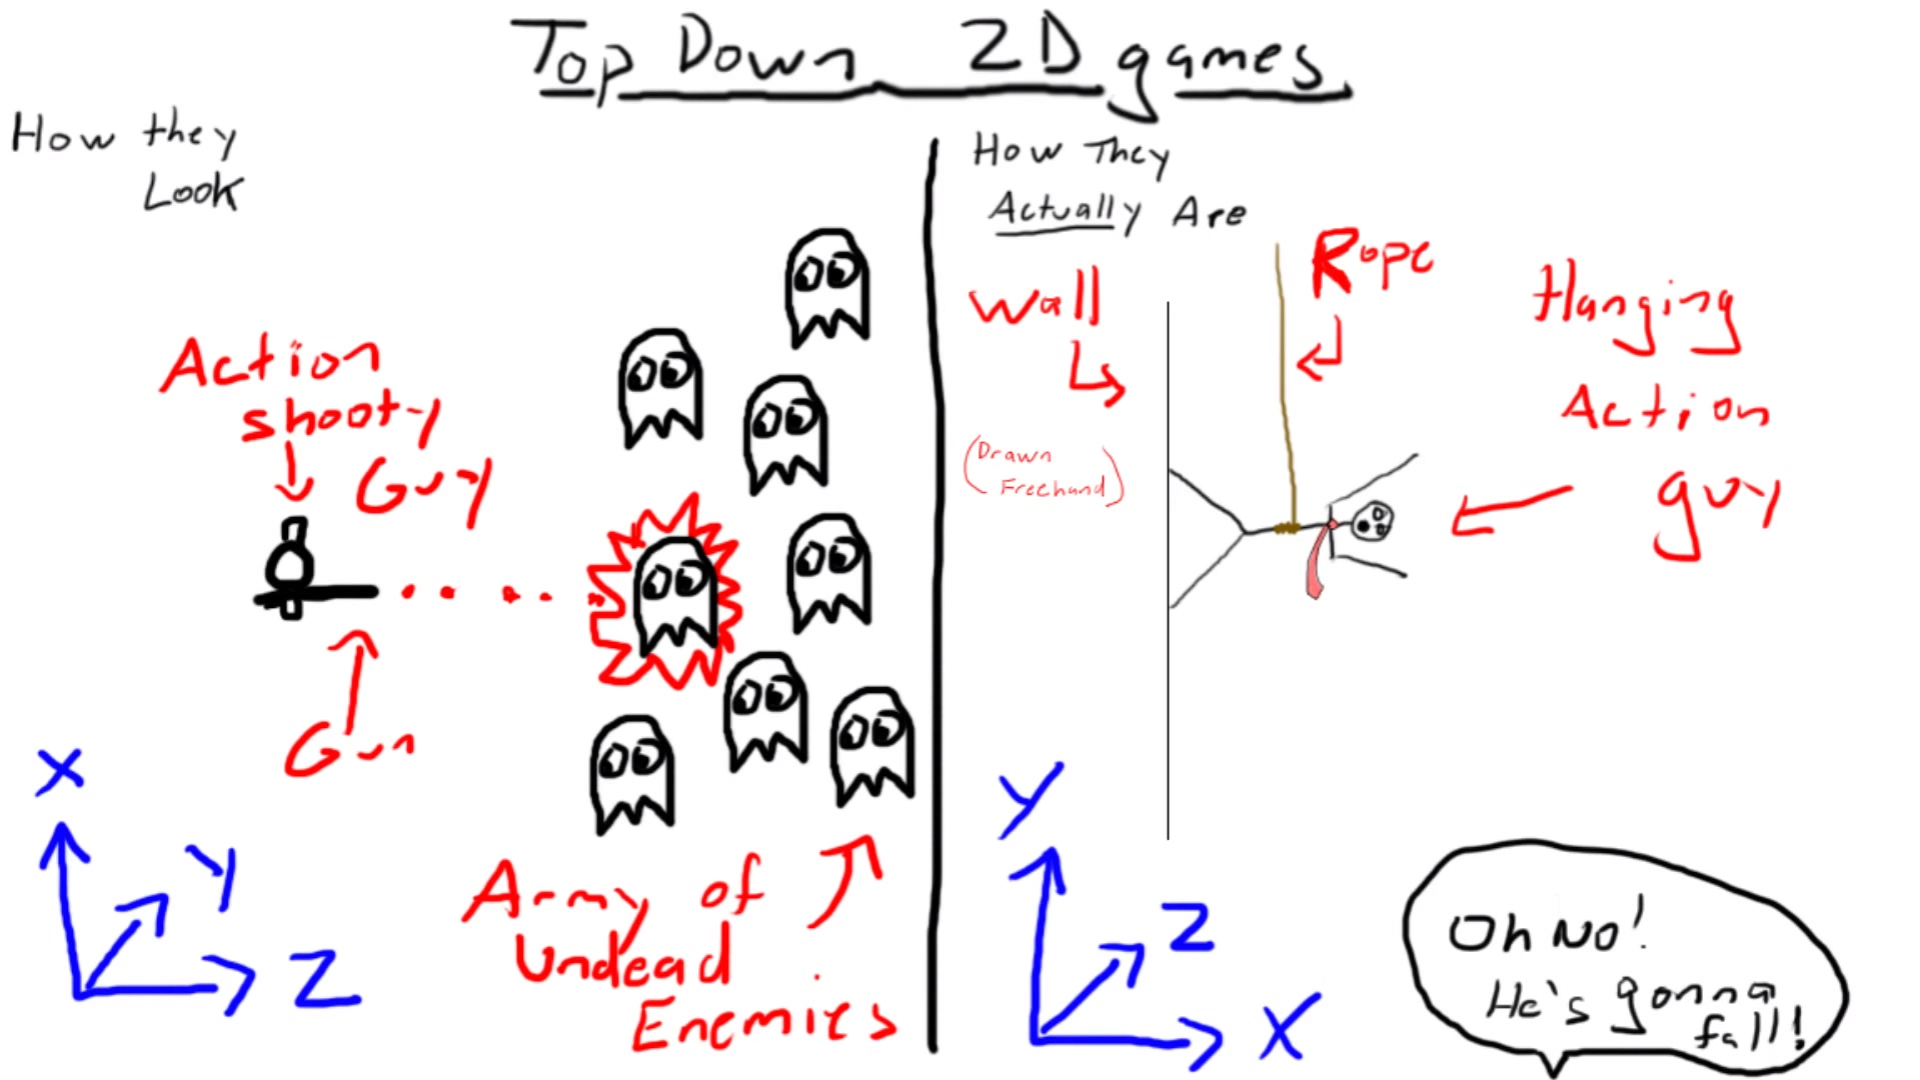 Top Down 2D games
How they
Look
Action
shooty
Guy
Gun
X
Y
Z
Army of
Undead
Enemies
How They
Actually Are
Wall
(Drawn
Freehand)
Rope
Hanging
Action
guy
Y
Z
X
Oh No!
He's gonna
fall!